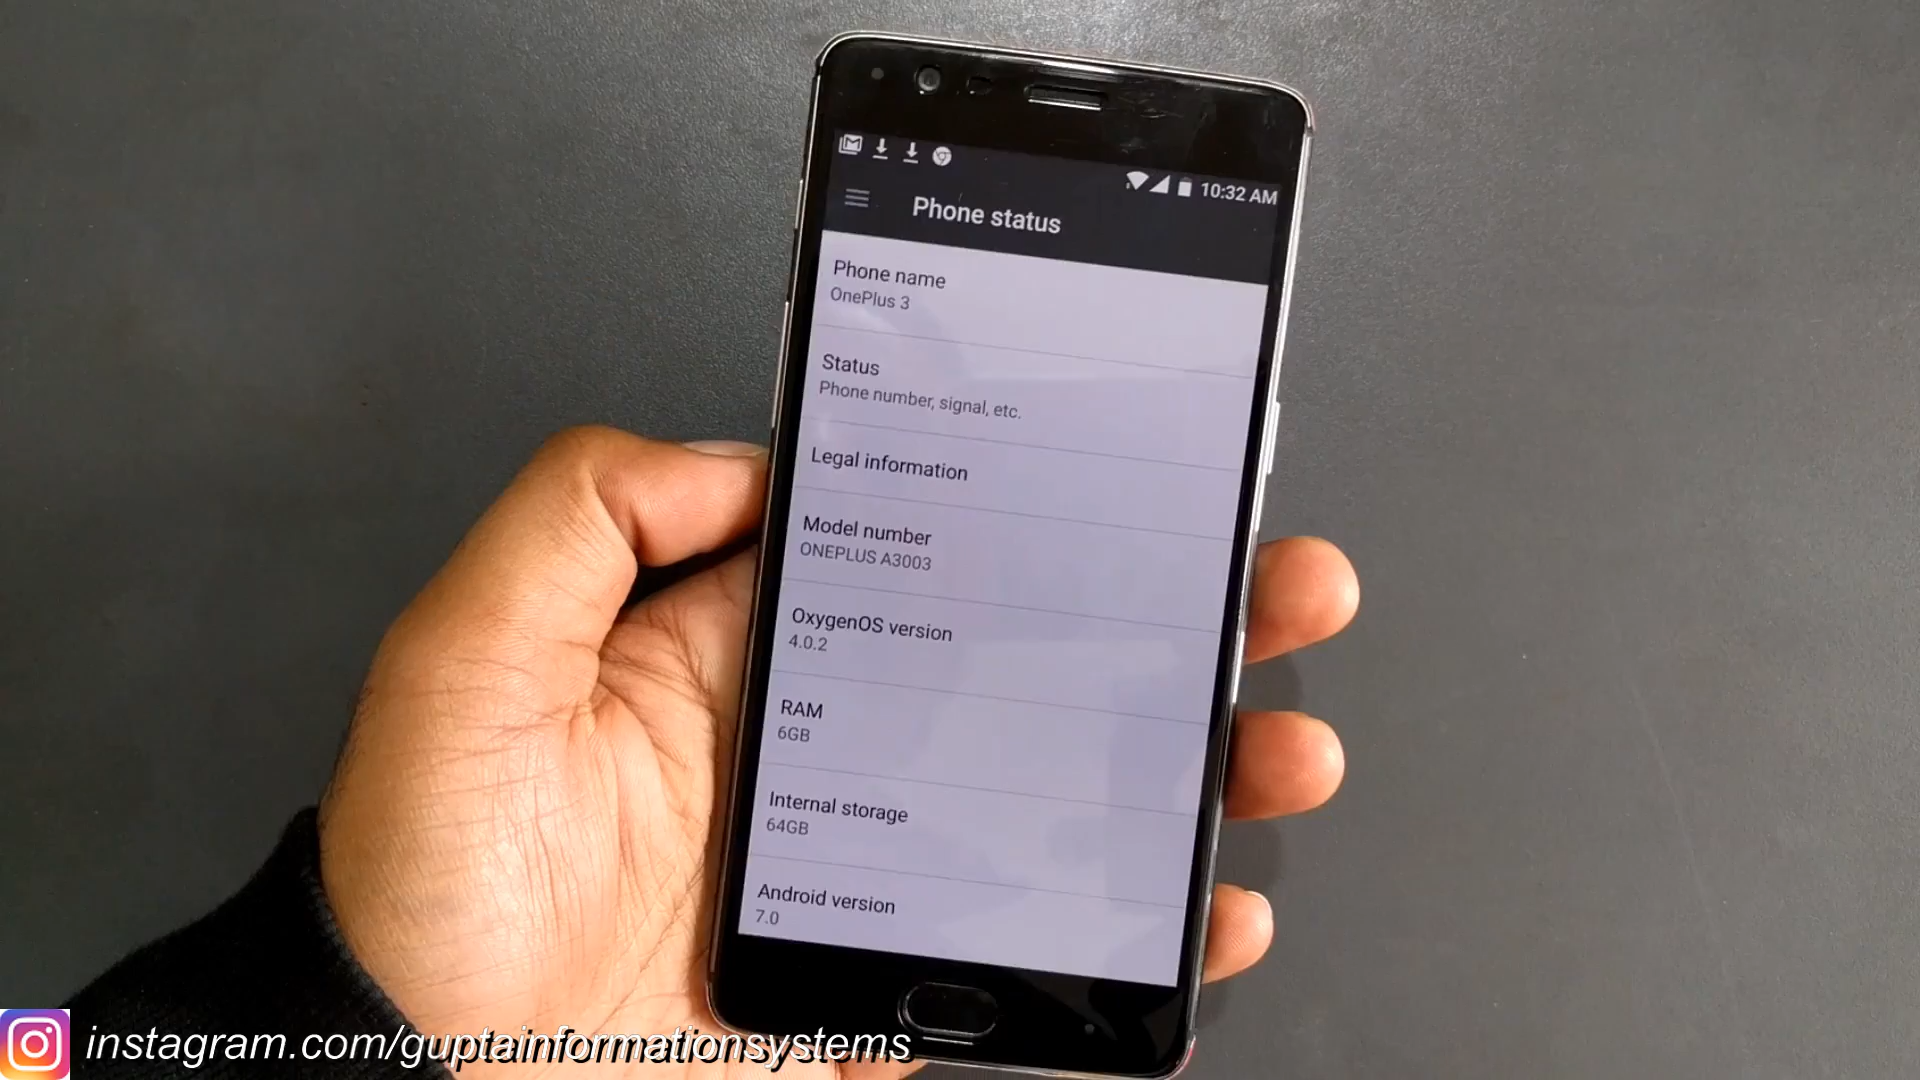 10:32 AM
Phone status
Phone name
OnePlus 3
Status
Phone number, signal, etc.
Legal information
Model number
ONEPLUS A3003
OxygenOS version
4.0.2
RAM
6GB
Internal storage
64GB
Android version
7.0
instagram.com/guptainformationsystems